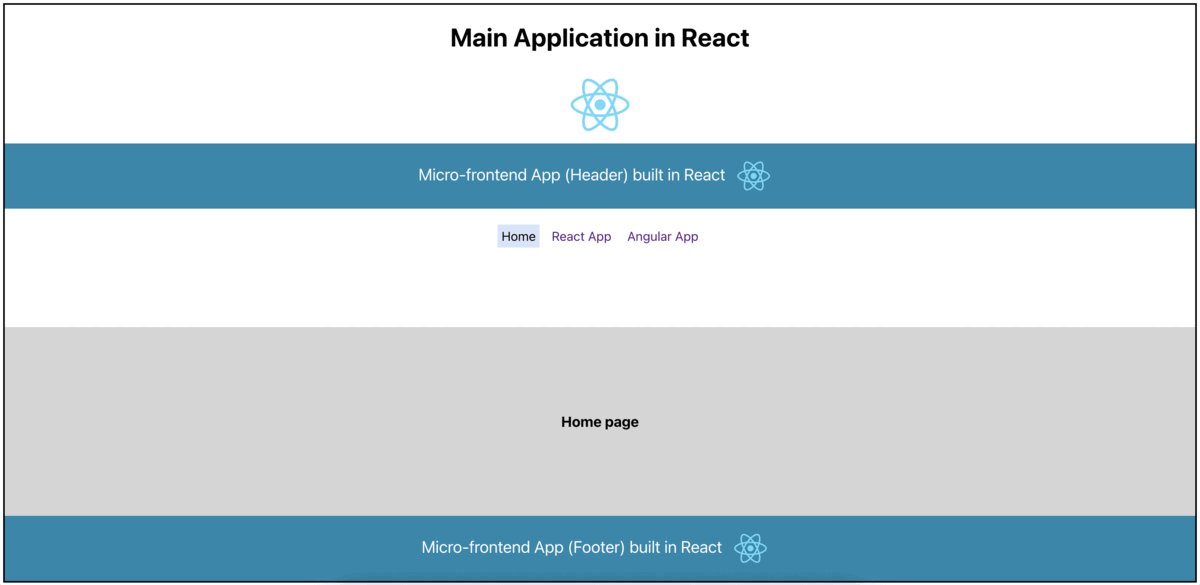 Main Application in React
Micro-frontend App (Header) built in React
Home React App Angular App
Home page
Micro-frontend App (Footer) built in React